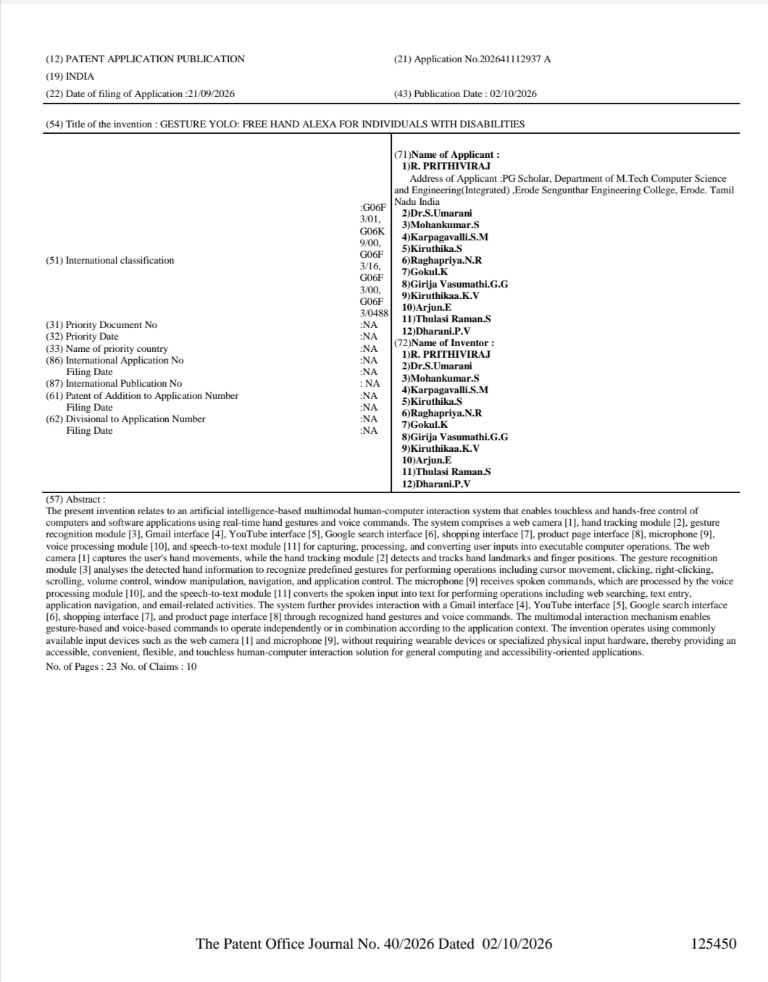 (12) PATENT APPLICATION PUBLICATION
(21) Application No.202641112937 A
(19) INDIA
(22) Date of filing of Application :21/09/2026
(43) Publication Date : 02/10/2026
(54) Title of the invention : GESTURE YOLO: FREE HAND ALEXA FOR INDIVIDUALS WITH DISABILITIES
(51) International classification
:G06F
3/01,
G06K
9/00,
G06F
3/16,
G06F
3/00,
G06F
3/0488
(31) Priority Document No :NA
(32) Priority Date :NA
(33) Name of priority country :NA
(86) International Application No :NA
Filing Date :NA
(87) International Publication No : NA
(61) Patent of Addition to Application Number :NA
Filing Date :NA
(62) Divisional to Application Number :NA
Filing Date :NA
(71)Name of Applicant :
1)R. PRITHIVIRAJ
Address of Applicant :PG Scholar, Department of M.Tech Computer Science
and Engineering(Integrated) ,Erode Sengunthar Engineering College, Erode. Tamil
Nadu India
2)Dr.S.Umarani
3)Mohankumar.S
4)Karpagavalli.S.M
5)Kiruthika.S
6)Raghapriya.N.R
7)Gokul.K
8)Girija Vasumathi.G.G
9)Kiruthikaa.K.V
10)Arjun.E
11)Thulasi Raman.S
12)Dharani.P.V
(72)Name of Inventor :
1)R. PRITHIVIRAJ
2)Dr.S.Umarani
3)Mohankumar.S
4)Karpagavalli.S.M
5)Kiruthika.S
6)Raghapriya.N.R
7)Gokul.K
8)Girija Vasumathi.G.G
9)Kiruthikaa.K.V
10)Arjun.E
11)Thulasi Raman.S
12)Dharani.P.V
(57) Abstract :
The present invention relates to an artificial intelligence-based multimodal human-computer interaction system that enables touchless and hands-free control of
computers and software applications using real-time hand gestures and voice commands. The system comprises a web camera [1], hand tracking module [2], gesture
recognition module [3], Gmail interface [4], YouTube interface [5], Google search interface [6], shopping interface [7], product page interface [8], microphone [9],
voice processing module [10], and speech-to-text module [11] for capturing, processing, and converting user inputs into executable computer operations. The web
camera [1] captures the user's hand movements, while the hand tracking module [2] detects and tracks hand landmarks and finger positions. The gesture recognition
module [3] analyses the detected hand information to recognize predefined gestures for performing operations including cursor movement, clicking, right-clicking,
scrolling, volume control, window manipulation, navigation, and application control. The microphone [9] receives spoken commands, which are processed by the voice
processing module [10], and the speech-to-text module [11] converts the spoken input into text for performing operations including web searching, text entry,
application navigation, and email-related activities. The system further provides interaction with a Gmail interface [4], YouTube interface [5], Google search interface
[6], shopping interface [7], and product page interface [8] through recognized hand gestures and voice commands. The multimodal interaction mechanism enables
gesture-based and voice-based commands to operate independently or in combination according to the application context. The invention operates using commonly
available input devices such as the web camera [1] and microphone [9], without requiring wearable devices or specialized physical input hardware, thereby providing an
accessible, convenient, flexible, and touchless human-computer interaction solution for general computing and accessibility-oriented applications.
No. of Pages : 23 No. of Claims : 10
The Patent Office Journal No. 40/2026 Dated 02/10/2026
125450